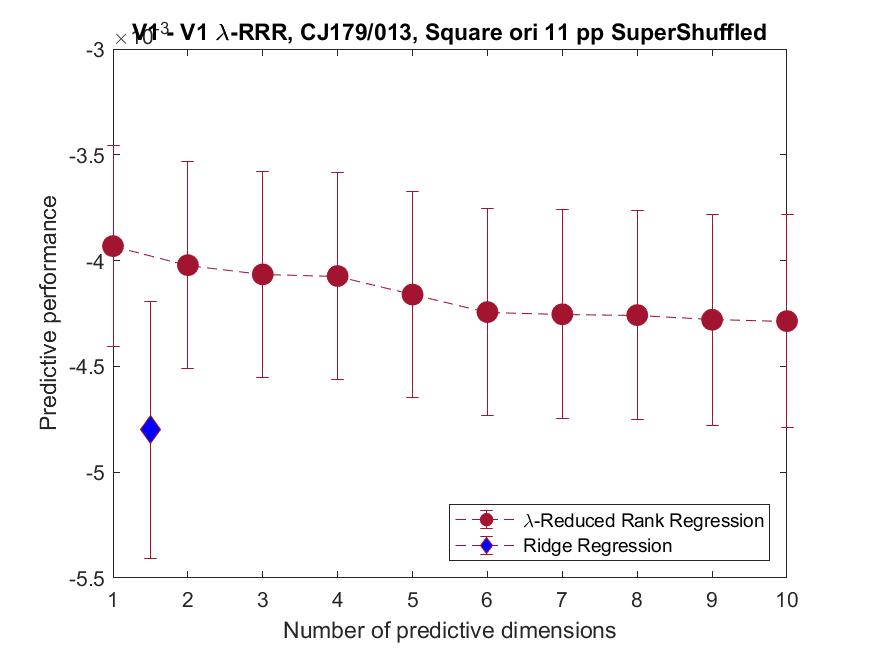 V1 - V1 λ-RRR, CJ179/013, Square ori 11 pp SuperShuffled
×10-3
-3
-3.5
-4
-4.5
-5
-5.5
Predictive performance
1 2 3 4 5 6 7 8 9 10
Number of predictive dimensions
λ-Reduced Rank Regression
Ridge Regression